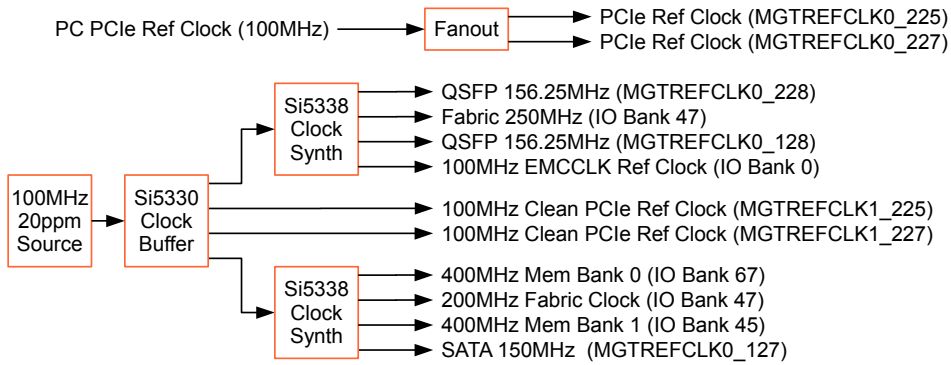 PC PCIe Ref Clock (100MHz)
Fanout
PCIe Ref Clock (MGTREFCLK0_225)
PCIe Ref Clock (MGTREFCLK0_227)
100MHz
20ppm
Source
Si5330
Clock
Buffer
Si5338
Clock
Synth
QSFP 156.25MHz (MGTREFCLK0_228)
Fabric 250MHz (IO Bank 47)
QSFP 156.25MHz (MGTREFCLK0_128)
100MHz EMCCLK Ref Clock (IO Bank 0)
100MHz Clean PCIe Ref Clock (MGTREFCLK1_225)
100MHz Clean PCIe Ref Clock (MGTREFCLK1_227)
Si5338
Clock
Synth
400MHz Mem Bank 0 (IO Bank 67)
200MHz Fabric Clock (IO Bank 47)
400MHz Mem Bank 1 (IO Bank 45)
SATA 150MHz  (MGTREFCLK0_127)